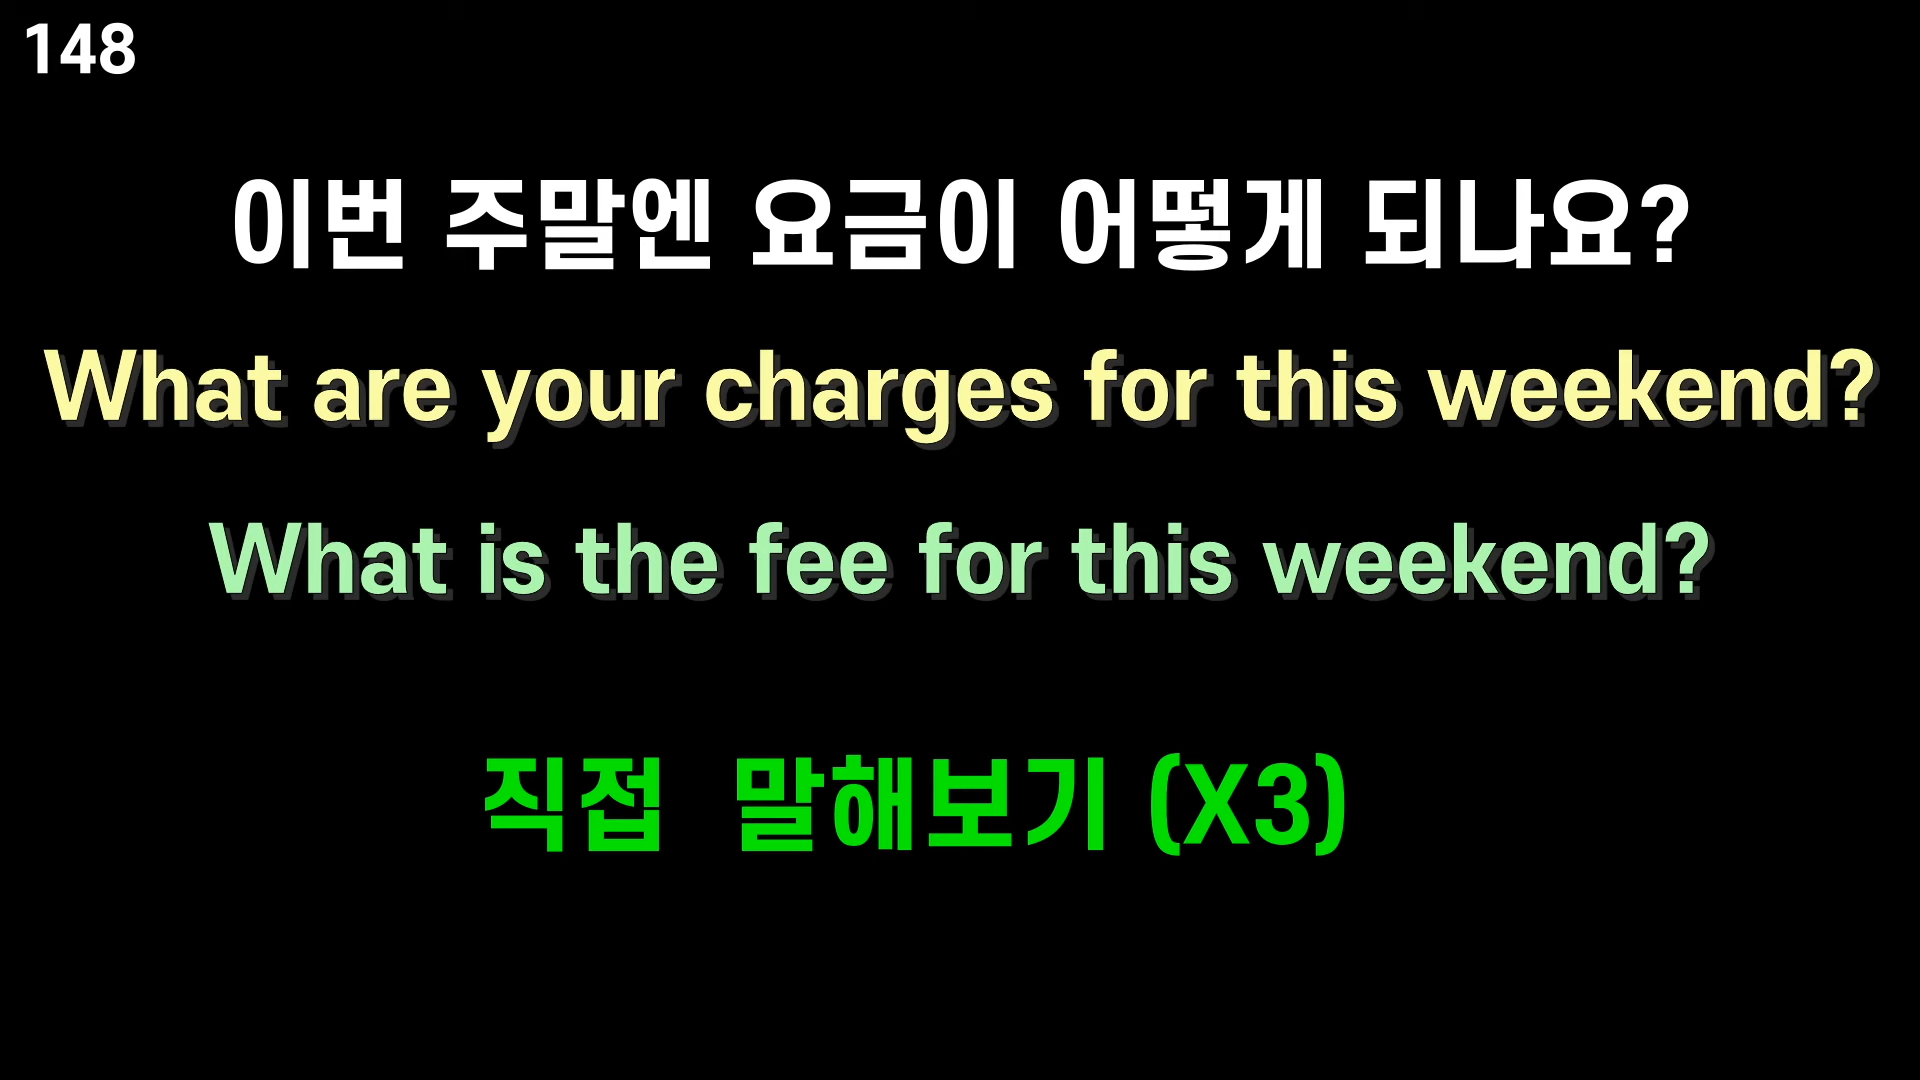 148
이번 주말엔 요금이 어떻게 되나요?
What are your charges for this weekend?
What is the fee for this weekend?
직접 말해보기 (X3)